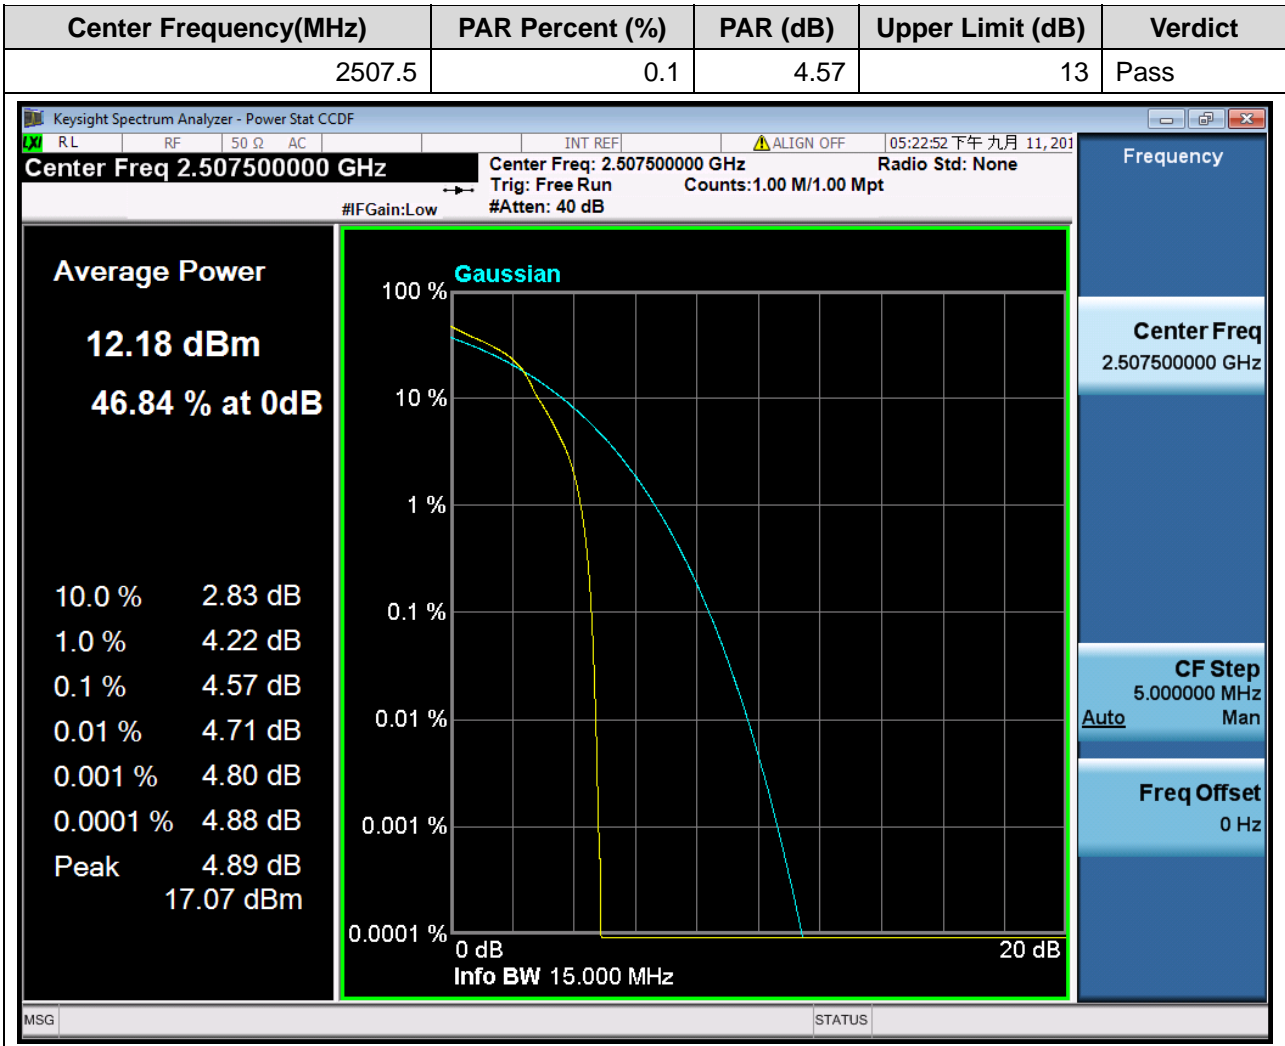 Center Frequency(MHz) PAR Percent (%) PAR (dB) Upper Limit (dB) Verdict
2507.5 0.1 4.57 13 Pass
Keysight Spectrum Analyzer - Power Stat CCDF
LXI RL RF 50 Ω AC INT REF ALIGN OFF 05:22:52 下午 九月 11, 201
Center Freq 2.507500000 GHz
Center Freq: 2.507500000 GHz Radio Std: None
Trig: Free Run Counts:1.00 M/1.00 Mpt
#IFGain:Low #Atten: 40 dB
Average Power
12.18 dBm
46.84 % at 0dB
10.0 % 2.83 dB
1.0 % 4.22 dB
0.1 % 4.57 dB
0.01 % 4.71 dB
0.001 % 4.80 dB
0.0001 % 4.88 dB
Peak 4.89 dB
17.07 dBm
Gaussian
100 %
10 %
1 %
0.1 %
0.01 %
0.001 %
0.0001 %
0 dB 20 dB
Info BW 15.000 MHz
Frequency
Center Freq
2.507500000 GHz
CF Step
5.000000 MHz
Auto Man
Freq Offset
0 Hz
MSG STATUS